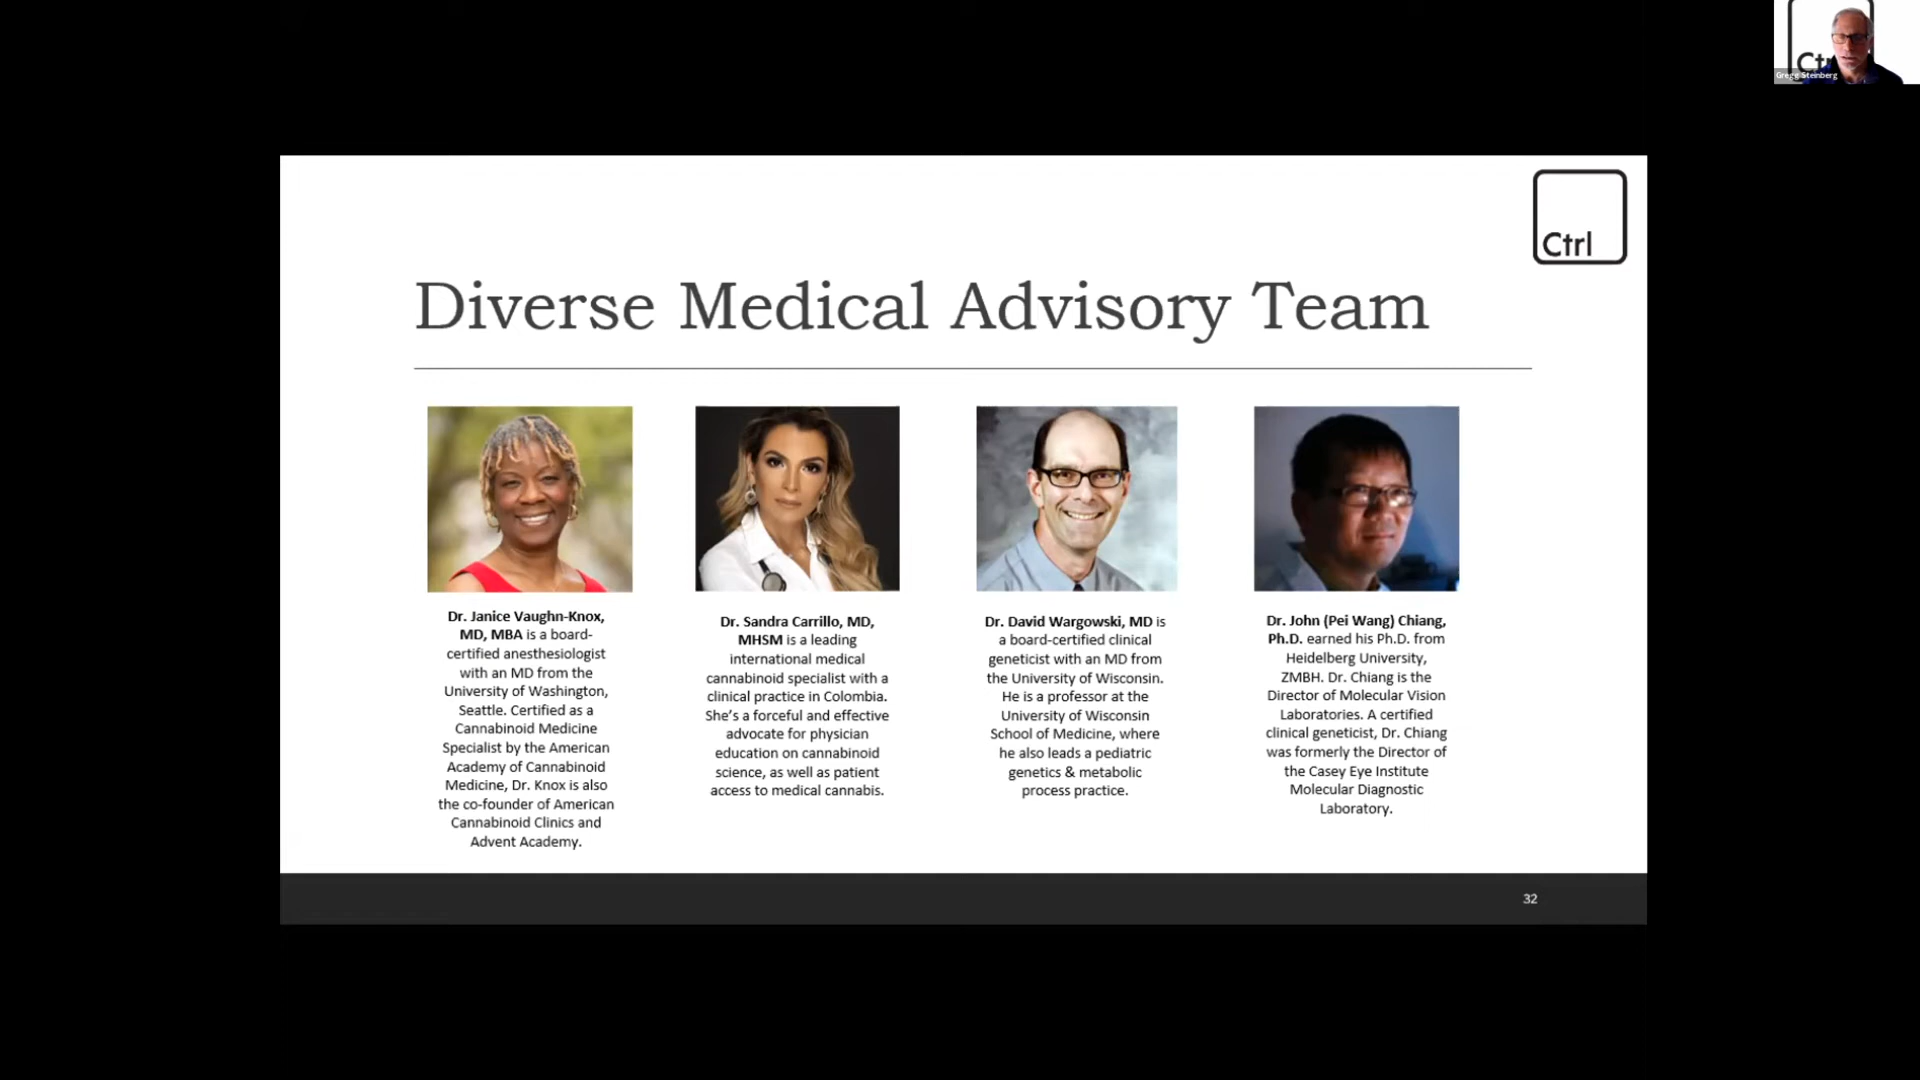 Ctrl
Gregg Steinberg
Ctrl
Diverse Medical Advisory Team
Dr. Janice Vaughn-Knox,
MD, MBA is a board-
certified anesthesiologist
with an MD from the
University of Washington,
Seattle. Certified as a
Cannabinoid Medicine
Specialist by the American
Academy of Cannabinoid
Medicine, Dr. Knox is also
the co-founder of American
Cannabinoid Clinics and
Advent Academy.
Dr. Sandra Carrillo, MD,
MHSM is a leading
international medical
cannabinoid specialist with a
clinical practice in Colombia.
She’s a forceful and effective
advocate for physician
education on cannabinoid
science, as well as patient
access to medical cannabis.
Dr. David Wargowski, MD is
a board-certified clinical
geneticist with an MD from
the University of Wisconsin.
He is a professor at the
University of Wisconsin
School of Medicine, where
he also leads a pediatric
genetics & metabolic
process practice.
Dr. John (Pei Wang) Chiang,
Ph.D. earned his Ph.D. from
Heidelberg University,
ZMBH. Dr. Chiang is the
Director of Molecular Vision
Laboratories. A certified
clinical geneticist, Dr. Chiang
was formerly the Director of
the Casey Eye Institute
Molecular Diagnostic
Laboratory.
32